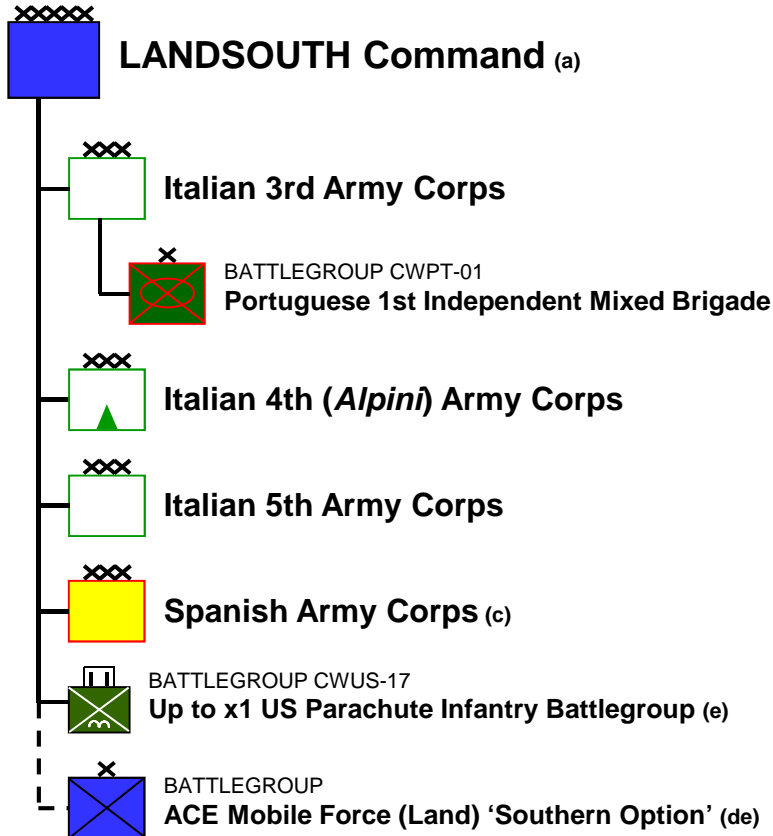 LANDSOUTH Command (a)
Italian 3rd Army Corps
BATTLEGROUP CWPT-01
Portuguese 1st Independent Mixed Brigade
Italian 4th (Alpini) Army Corps
Italian 5th Army Corps
Spanish Army Corps (c)
BATTLEGROUP CWUS-17
Up to x1 US Parachute Infantry Battlegroup (e)
BATTLEGROUP
ACE Mobile Force (Land) ‘Southern Option’ (de)